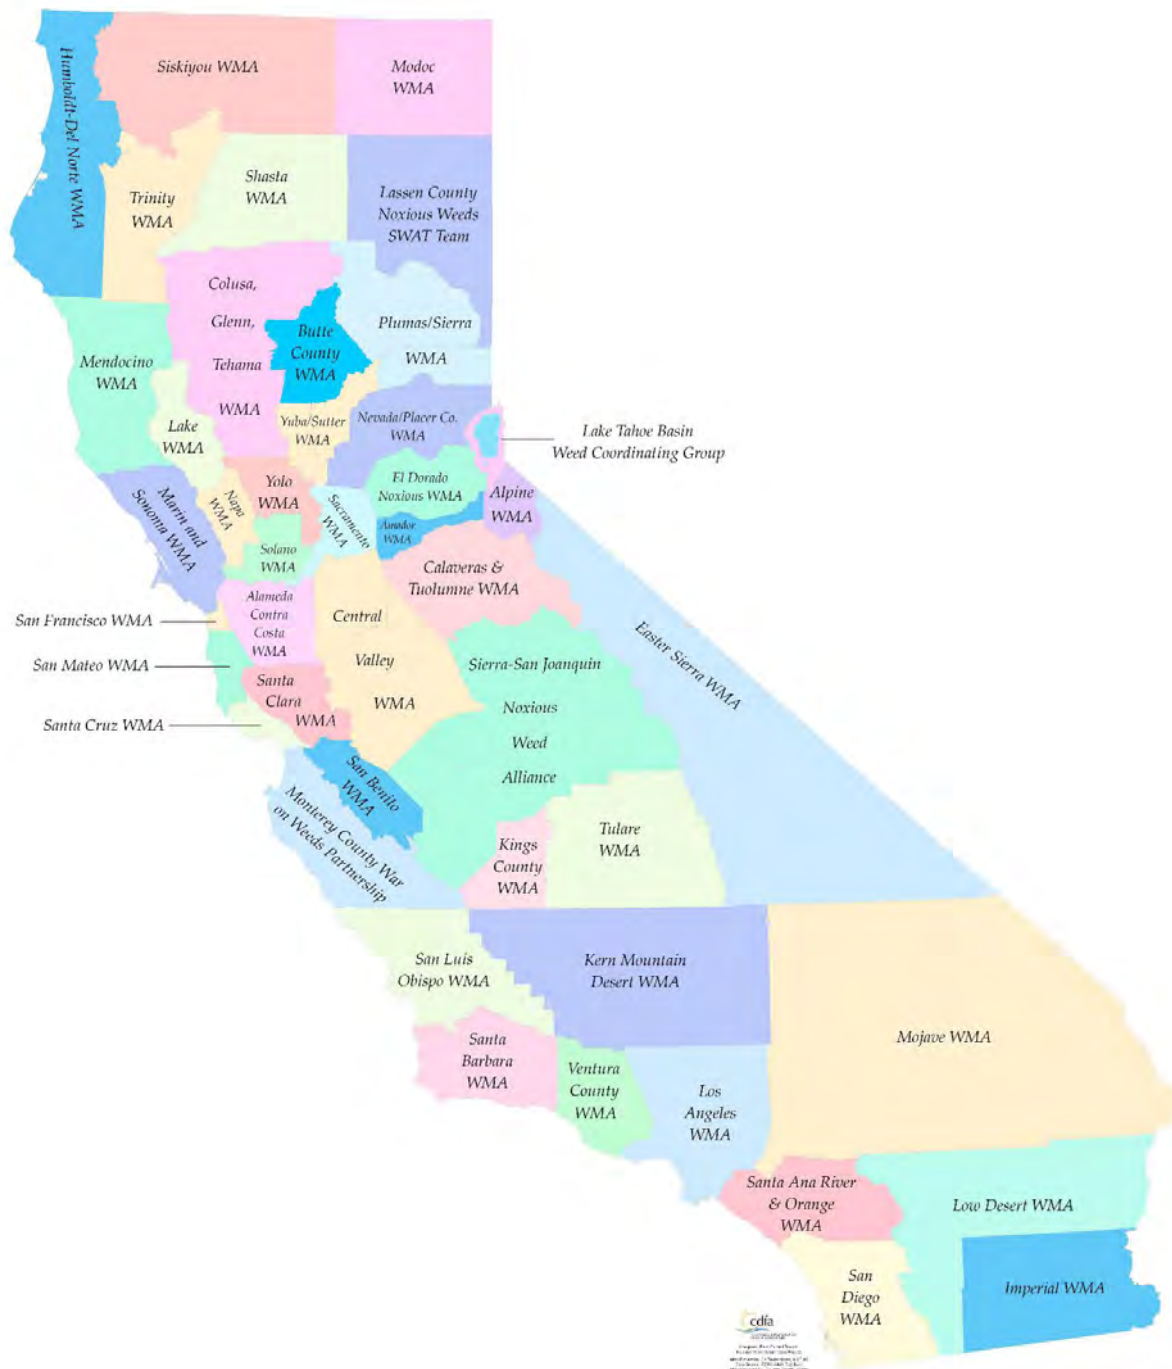 Humboldt-Del Norte WMA
Siskiyou WMA
Modoc
WMA
Trinity
WMA
Shasta
WMA
Lassen County
Noxious Weeds
SWAT Team
Colusa,
Glenn,
Tehama
WMA
Butte
County
WMA
Plumas/Sierra
WMA
Mendocino
WMA
Lake
WMA
Yuba/Sutter
WMA
Nevada/Placer Co.
WMA
Lake Tahoe Basin
Weed Coordinating Group
Marin and
Sonoma WMA
Napa
WMA
Yolo
WMA
Sacramento
WMA
El Dorado
Noxious WMA
Alpine
WMA
Amador
WMA
Solano
WMA
Calaveras &
Tuolumne WMA
Alameda
Contra
Costa
WMA
San Francisco WMA
San Mateo WMA
Santa Cruz WMA
Santa
Clara
WMA
Central
Valley
WMA
Easter Sierra WMA
Sierra-San Joanquin
Noxious
Weed
Alliance
San Benito
WMA
Monterey County War
on Weeds Partnership
Kings
County
WMA
Tulare
WMA
San Luis
Obispo WMA
Kern Mountain
Desert WMA
Mojave WMA
Santa
Barbara
WMA
Ventura
County
WMA
Los
Angeles
WMA
Santa Ana River
& Orange
WMA
Low Desert WMA
San
Diego
WMA
Imperial WMA
cdfa